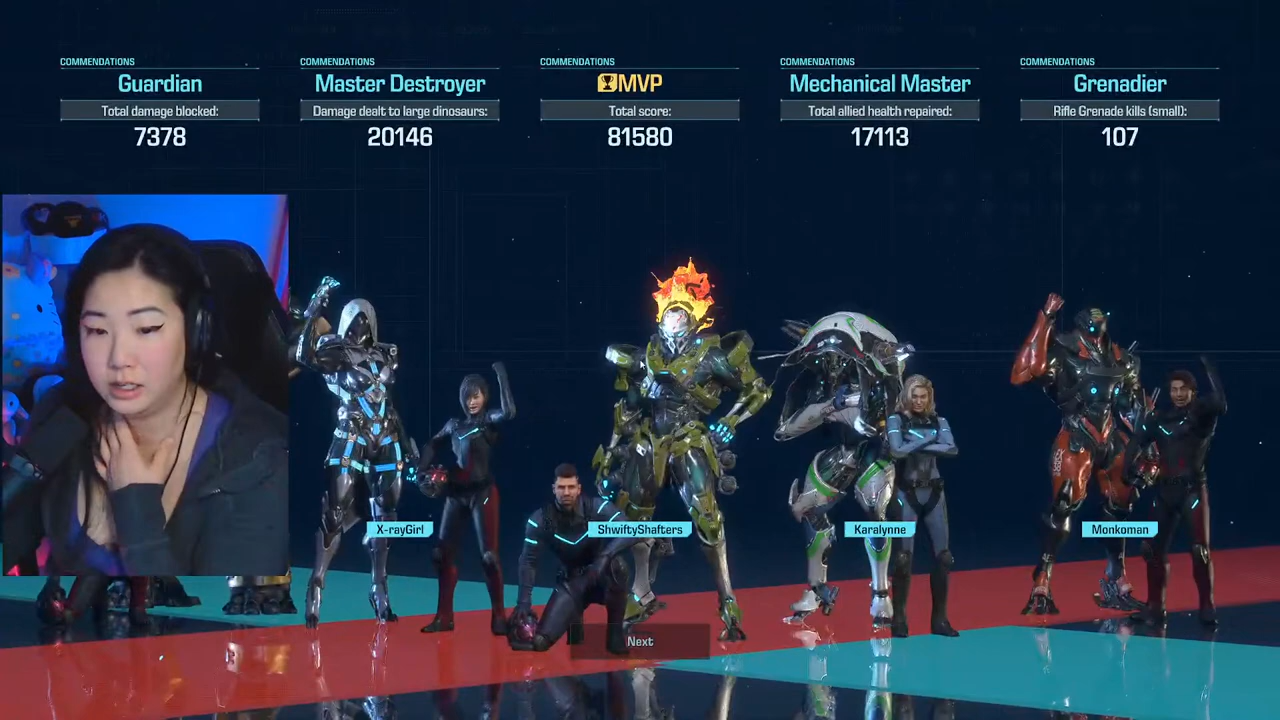 COMMENDATIONS
Guardian
Total damage blocked:
7378
COMMENDATIONS
Master Destroyer
Damage dealt to large dinosaurs:
20146
COMMENDATIONS
MVP
Total score:
81580
COMMENDATIONS
Mechanical Master
Total allied health repaired:
17113
COMMENDATIONS
Grenadier
Rifle Grenade kills (small):
107
X-rayGirl
ShwiftyShafters
Karalynne
Monkoman
Next